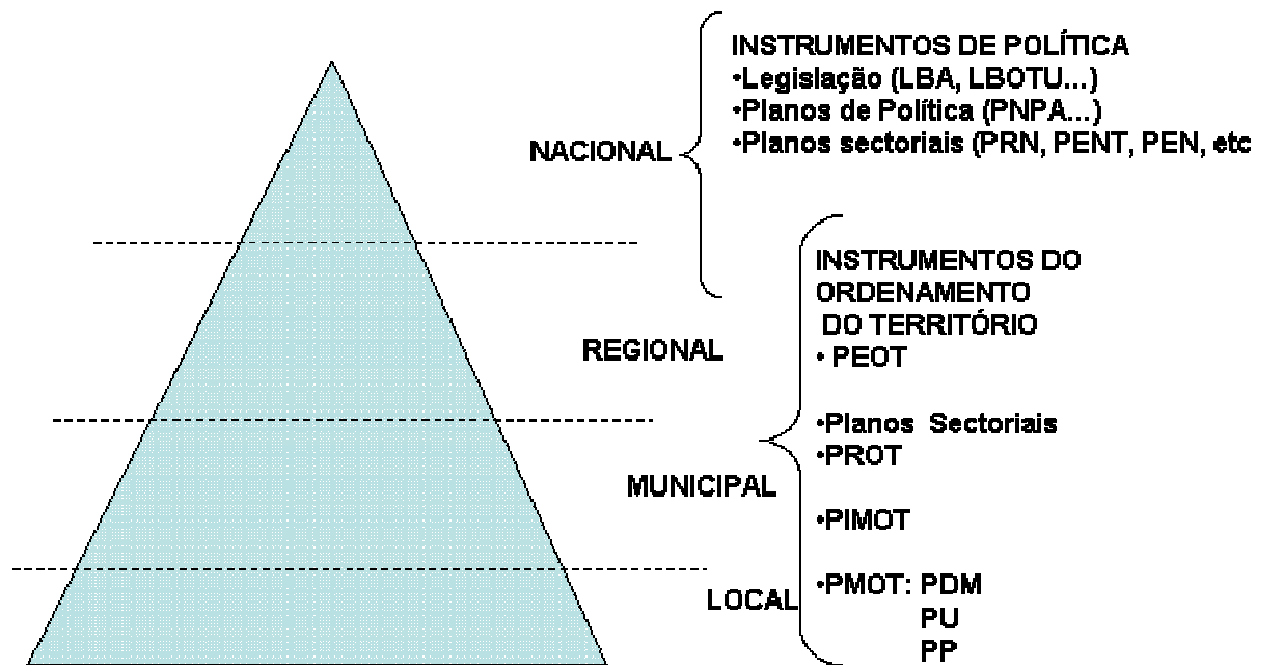 INSTRUMENTOS DE POLÍTICA
•Legislação (LBA, LBOTU...)
•Planos de Política (PNPA...)
•Planos sectoriais (PRN, PENT, PEN, etc
NACIONAL
INSTRUMENTOS DO
ORDENAMENTO
DO TERRITÓRIO
• PEOT
REGIONAL
•Planos Sectoriais
•PROT
MUNICIPAL
•PIMOT
•PMOT: PDM
PU
PP
LOCAL